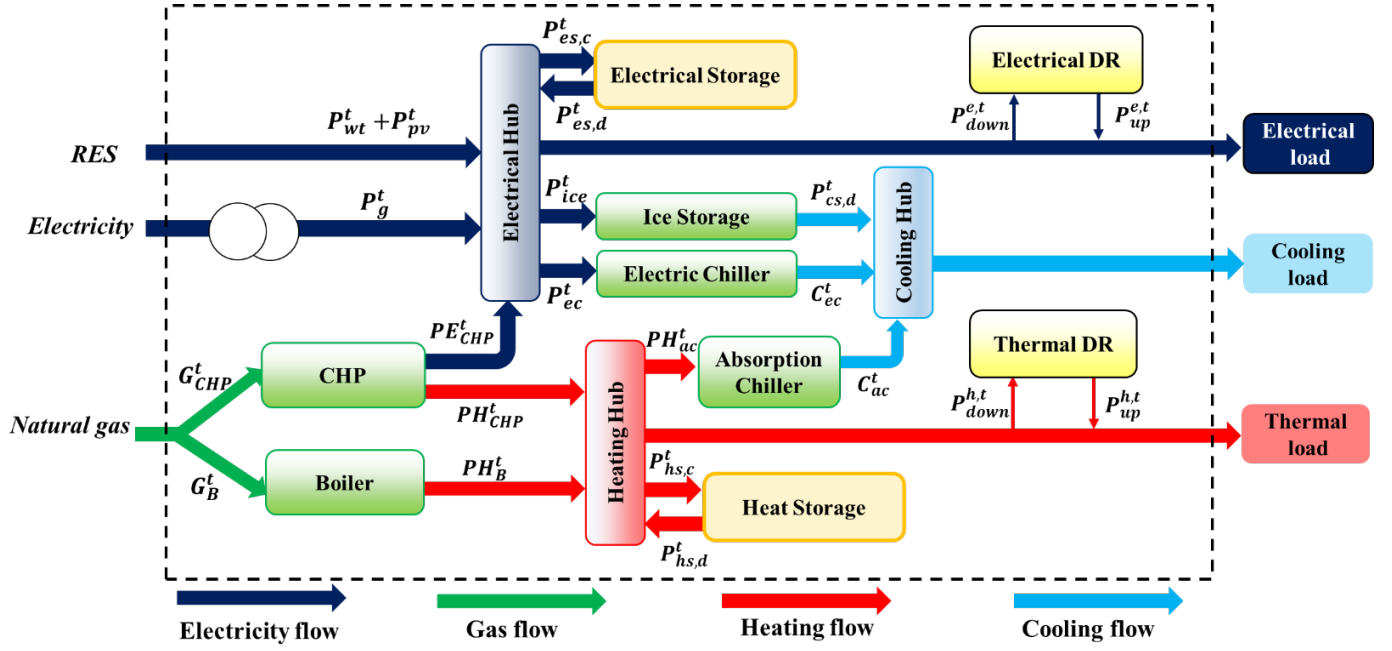 P^t_{es,c}
Electrical Storage
P^t_{es,d}
Electrical DR
P^{e,t}_{down}
P^{e,t}_{up}
Electrical
load
RES
P^t_{wt} + P^t_{pv}
Electrical Hub
Electricity
P^t_g
P^t_{ice}
Ice Storage
P^t_{cs,d}
Cooling Hub
P^t_{ec}
Electric Chiller
C^t_{ec}
Cooling
load
PE^t_{CHP}
Natural gas
G^t_{CHP}
CHP
PH^t_{CHP}
G^t_B
Boiler
PH^t_B
Heating Hub
PH^t_{ac}
Absorption
Chiller
C^t_{ac}
Thermal DR
P^{h,t}_{down}
P^{h,t}_{up}
Thermal
load
P^t_{hs,c}
Heat Storage
P^t_{hs,d}
Electricity flow
Gas flow
Heating flow
Cooling flow